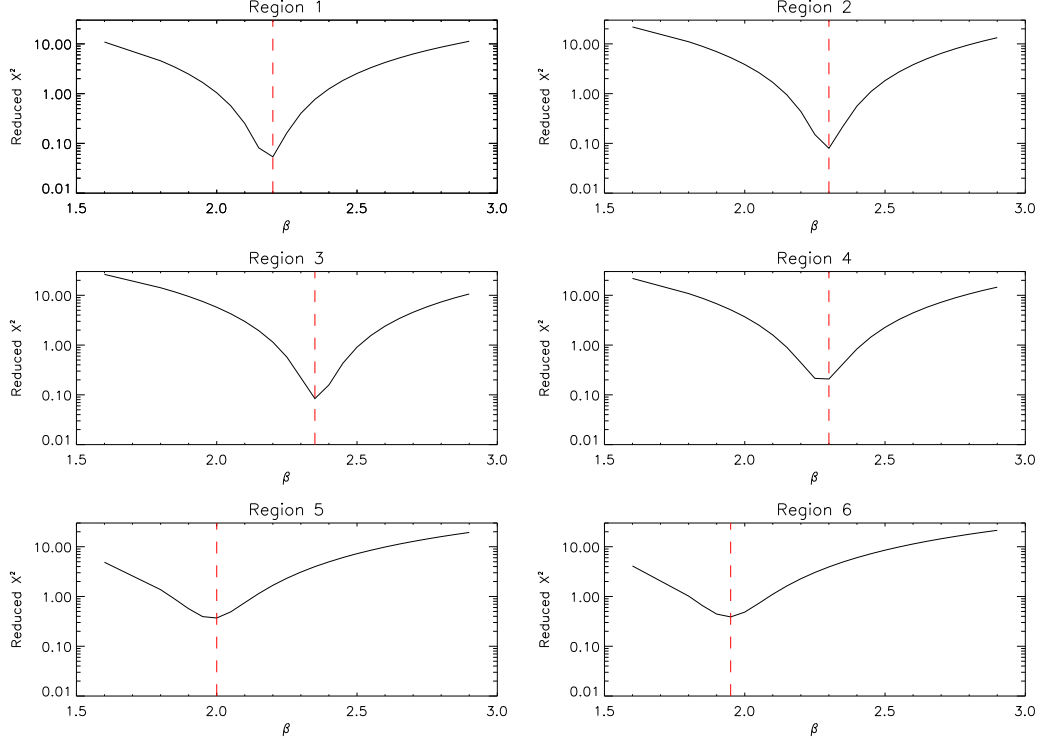 Region 1
Reduced X²
10.00
1.00
0.10
0.01
1.5
2.0
2.5
3.0
β
Region 2
Reduced X²
10.00
1.00
0.10
0.01
1.5
2.0
2.5
3.0
β
Region 3
Reduced X²
10.00
1.00
0.10
0.01
1.5
2.0
2.5
3.0
β
Region 4
Reduced X²
10.00
1.00
0.10
0.01
1.5
2.0
2.5
3.0
β
Region 5
Reduced X²
10.00
1.00
0.10
0.01
1.5
2.0
2.5
3.0
β
Region 6
Reduced X²
10.00
1.00
0.10
0.01
1.5
2.0
2.5
3.0
β